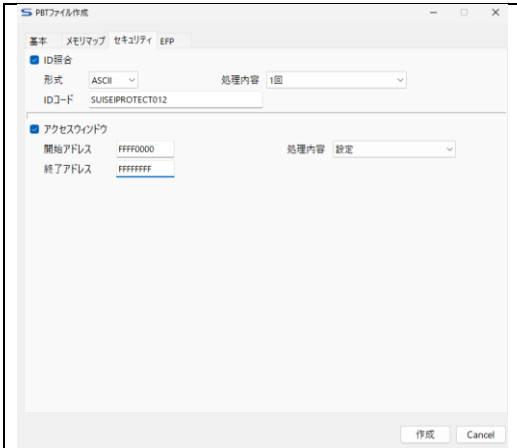 PBTファイル作成
基本 メモリマップ セキュリティ EFP
ID照合
形式 ASCII 処理内容 1回
IDコード SUISEIPROTECT012
アクセスウィンドウ
開始アドレス FFFF0000 処理内容 設定
終了アドレス FFFFFFFF
作成 Cancel